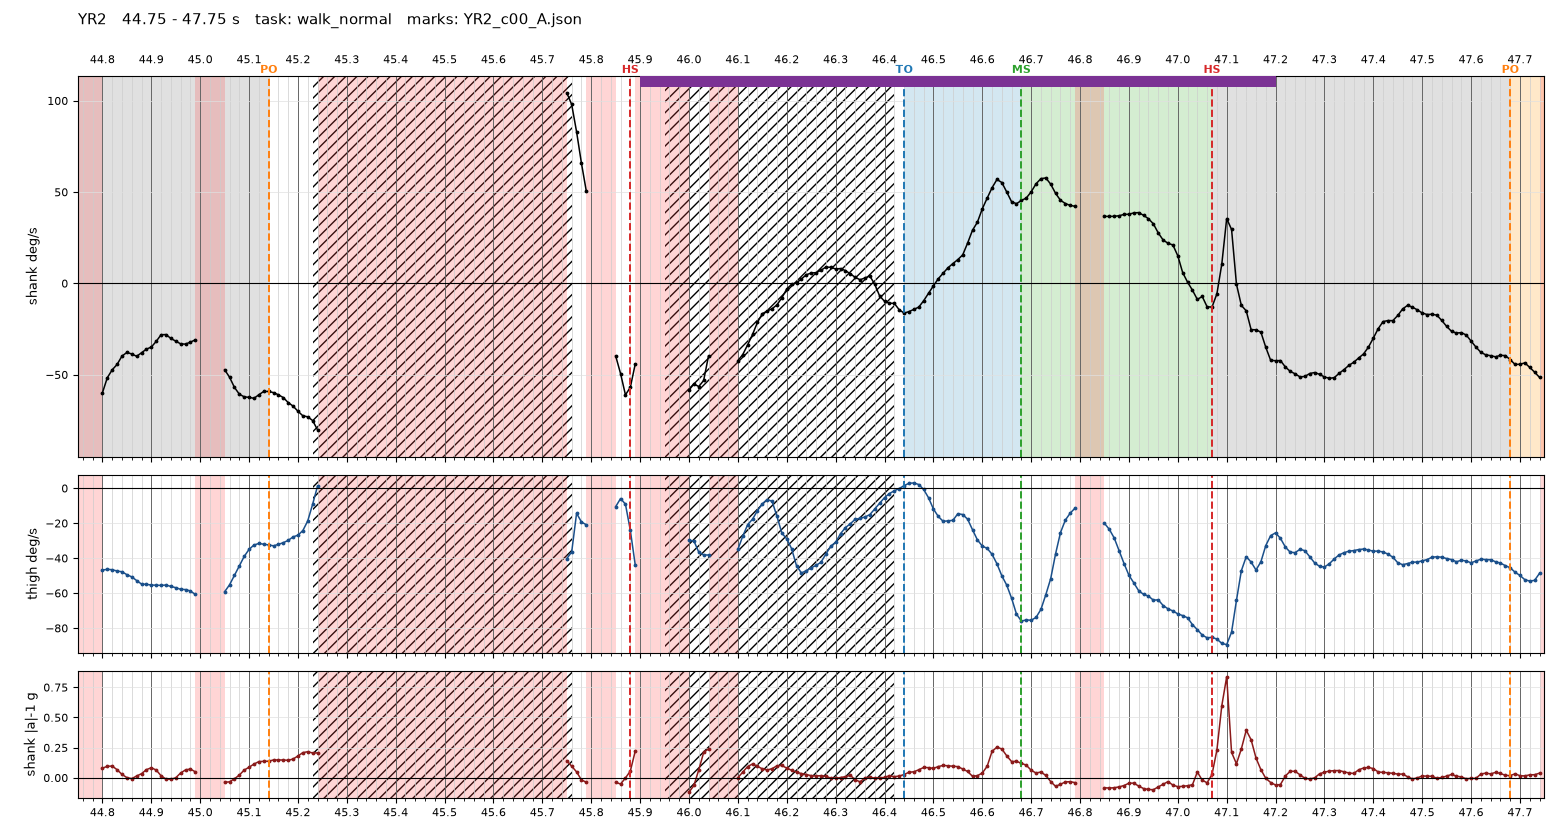 YR2   44.75 - 47.75 s   task: walk_normal   marks: YR2_c00_A.json
44.8 44.9 45.0 45.1 45.2 45.3 45.4 45.5 45.6 45.7 45.8 45.9 46.0 46.1 46.2 46.3 46.4 46.5 46.6 46.7 46.8 46.9 47.0 47.1 47.2 47.3 47.4 47.5 47.6 47.7
PO HS TO MS HS PO
100
50
0
−50
shank deg/s
0
−20
−40
−60
−80
thigh deg/s
0.75
0.50
0.25
0.00
shank |a|-1 g
44.8 44.9 45.0 45.1 45.2 45.3 45.4 45.5 45.6 45.7 45.8 45.9 46.0 46.1 46.2 46.3 46.4 46.5 46.6 46.7 46.8 46.9 47.0 47.1 47.2 47.3 47.4 47.5 47.6 47.7